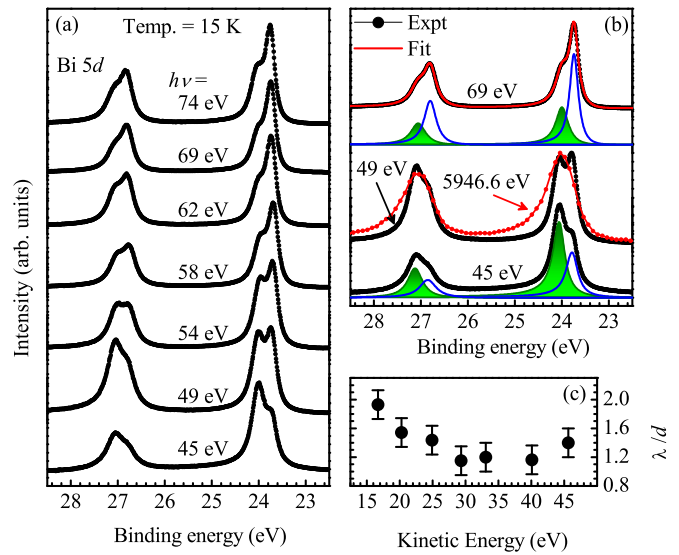 (a)
Temp. = 15 K
Bi 5d
hν =
74 eV
69 eV
62 eV
58 eV
54 eV
49 eV
45 eV
28 27 26 25 24 23
Binding energy (eV)
Intensity (arb. units)
(b)
Expt
Fit
69 eV
49 eV
5946.6 eV
45 eV
28 27 26 25 24 23
Binding energy (eV)
(c)
2.0
1.6
1.2
0.8
λ/d
15 20 25 30 35 40 45 50
Kinetic Energy (eV)